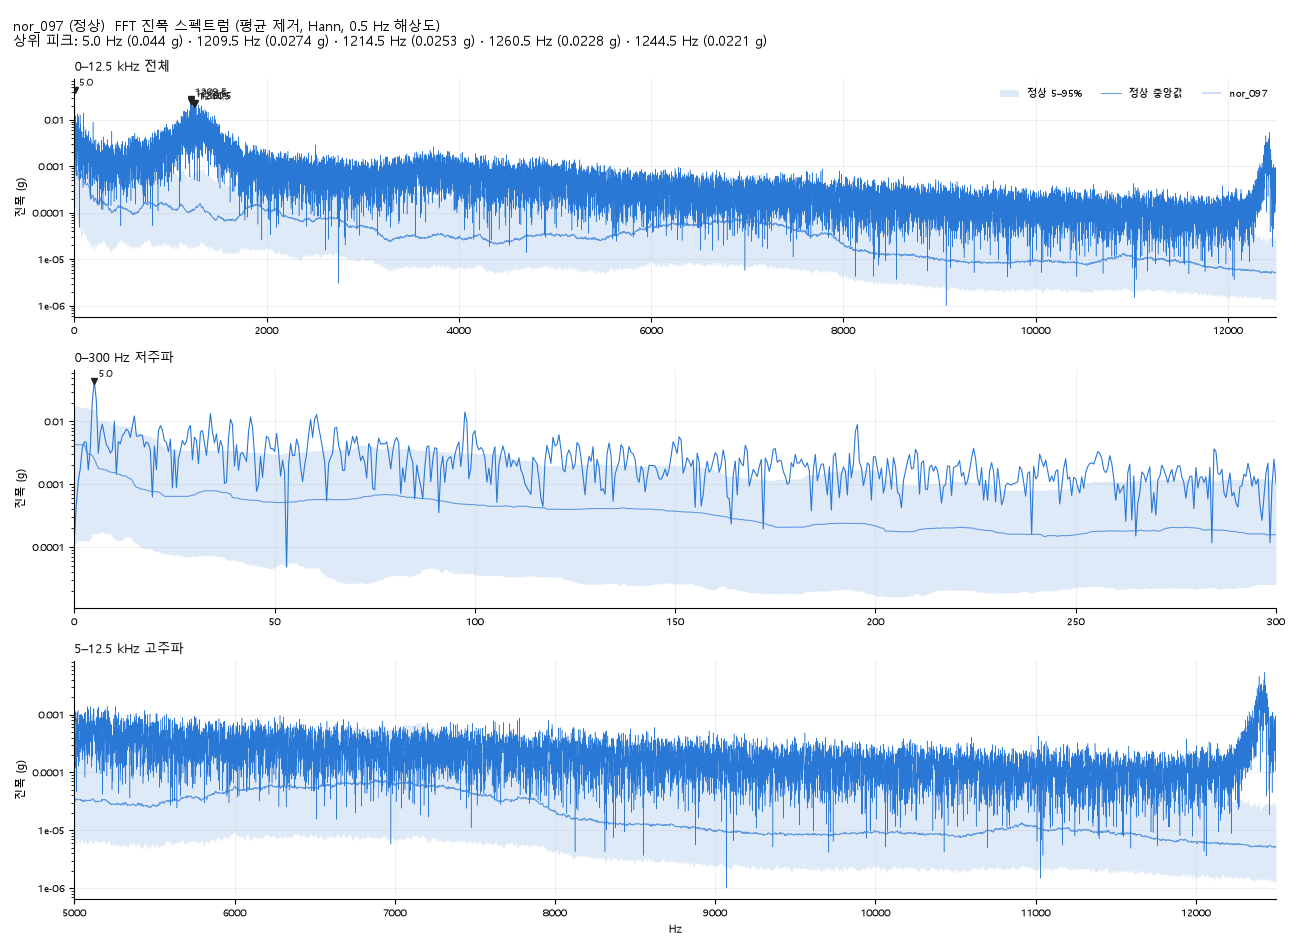 nor_097 (정상)  FFT 진폭 스펙트럼 (평균 제거, Hann, 0.5 Hz 해상도)
상위 피크: 5.0 Hz (0.044 g) · 1209.5 Hz (0.0274 g) · 1214.5 Hz (0.0253 g) · 1260.5 Hz (0.0228 g) · 1244.5 Hz (0.0221 g)
0–12.5 kHz 전체
5.0
정상 5–95%
정상 중앙값
nor_097
진폭 (g)
0.01
0.001
0.0001
1e-05
1e-06
0 2000 4000 6000 8000 10000 12000
0–300 Hz 저주파
5.0
진폭 (g)
0.01
0.001
0.0001
0 50 100 150 200 250 300
5–12.5 kHz 고주파
진폭 (g)
0.001
0.0001
1e-05
1e-06
5000 6000 7000 8000 9000 10000 11000 12000
Hz